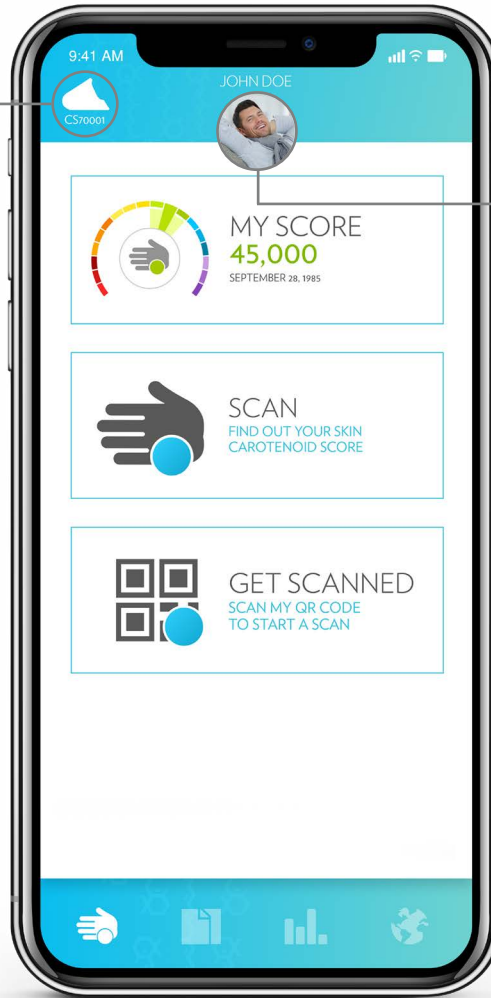 9:41 AM
JOHN DOE
CS70001
MY SCORE
45,000
SEPTEMBER 28, 1985
SCAN
FIND OUT YOUR SKIN
CAROTENOID SCORE
GET SCANNED
SCAN MY QR CODE
TO START A SCAN